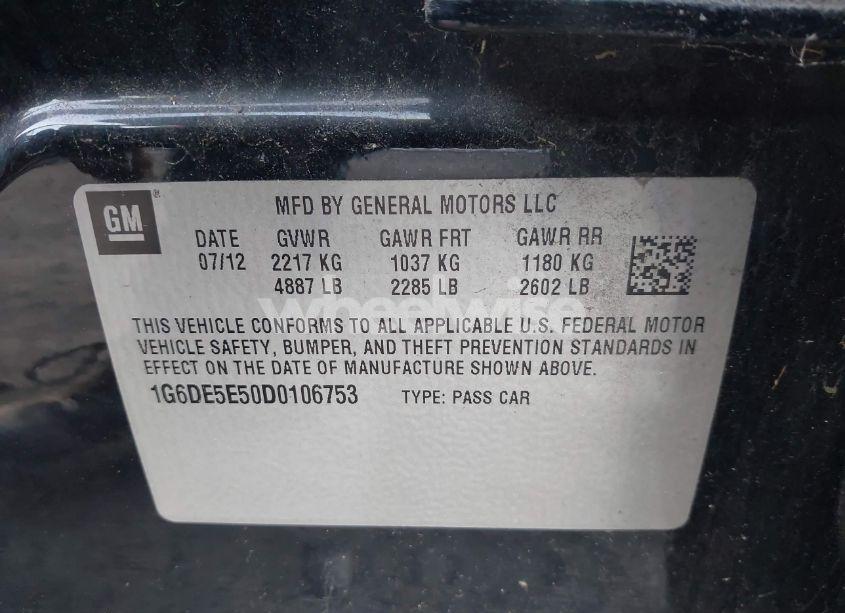 GM®
MFD BY GENERAL MOTORS LLC
DATE GVWR GAWR FRT GAWR RR
07/12 2217 KG 1037 KG 1180 KG
4887 LB 2285 LB 2602 LB
wheelwise
THIS VEHICLE CONFORMS TO ALL APPLICABLE U.S. FEDERAL MOTOR
VEHICLE SAFETY, BUMPER, AND THEFT PREVENTION STANDARDS IN
EFFECT ON THE DATE OF MANUFACTURE SHOWN ABOVE.
1G6DE5E50D0106753 TYPE: PASS CAR